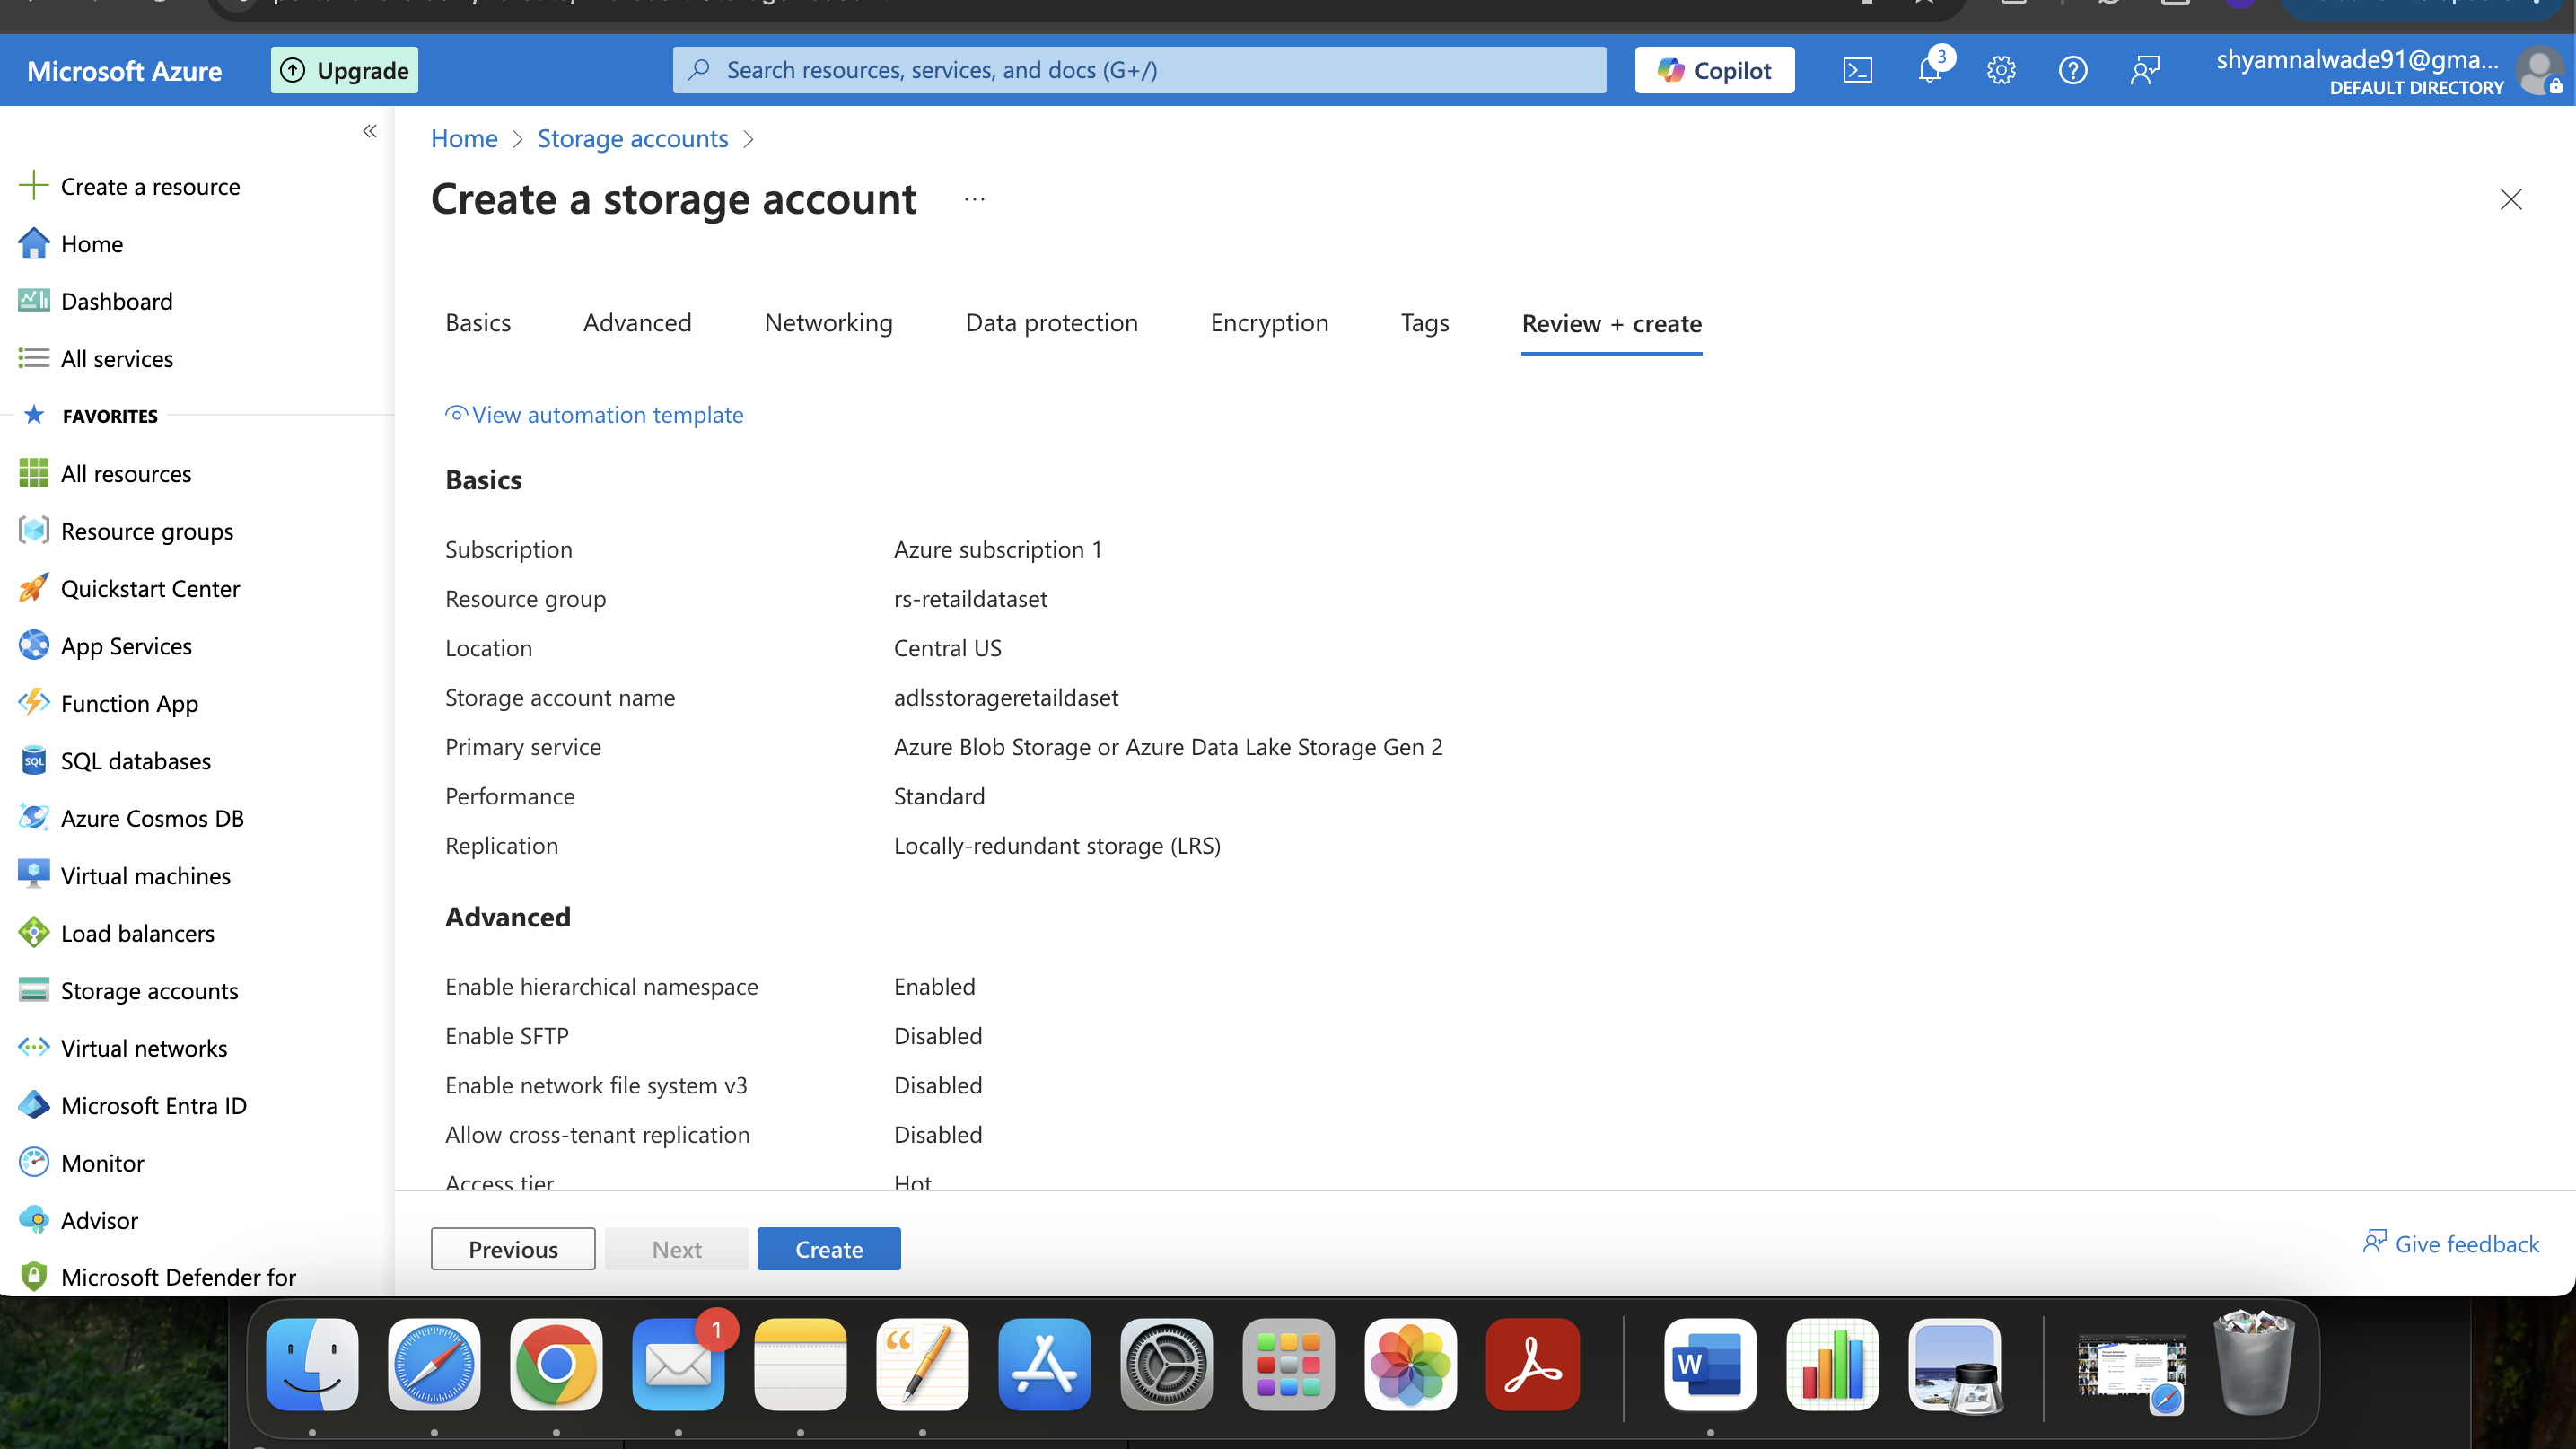 Microsoft Azure
Upgrade
Search resources, services, and docs (G+/)
Copilot
3
shyamnalwade91@gma...
DEFAULT DIRECTORY
«
Create a resource
Home
Dashboard
All services
FAVORITES
All resources
Resource groups
Quickstart Center
App Services
Function App
SQL databases
Azure Cosmos DB
Virtual machines
Load balancers
Storage accounts
Virtual networks
Microsoft Entra ID
Monitor
Advisor
Microsoft Defender for
Home > Storage accounts >
Create a storage account ...
Basics Advanced Networking Data protection Encryption Tags Review + create
View automation template
Basics
Subscription Azure subscription 1
Resource group rs-retaildataset
Location Central US
Storage account name adlsstorageretaildaset
Primary service Azure Blob Storage or Azure Data Lake Storage Gen 2
Performance Standard
Replication Locally-redundant storage (LRS)
Advanced
Enable hierarchical namespace Enabled
Enable SFTP Disabled
Enable network file system v3 Disabled
Allow cross-tenant replication Disabled
Access tier Hot
Previous Next Create
Give feedback
1
W